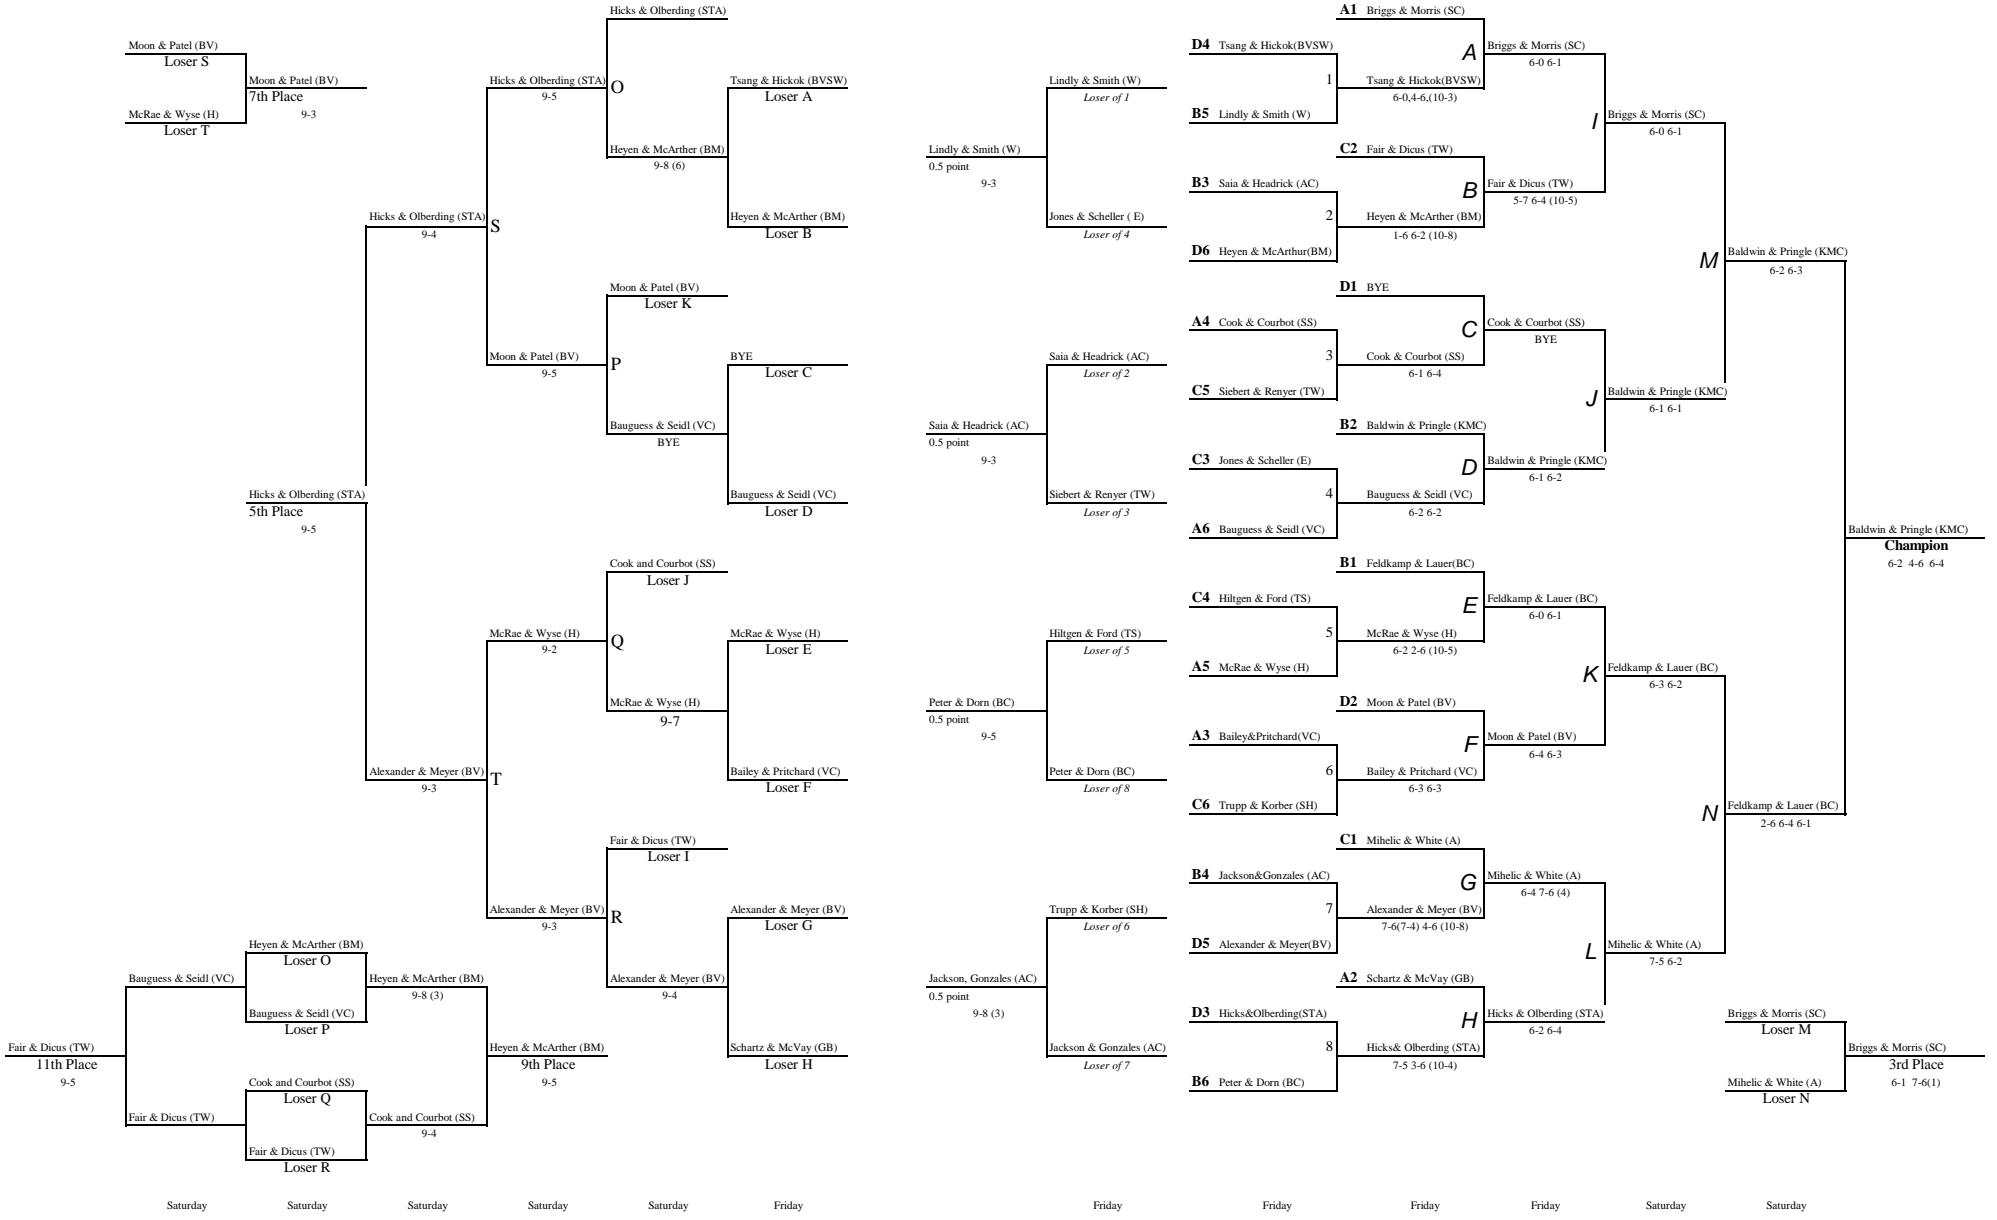 Hicks & Olberding (STA)
Moon & Patel (BV)
Loser S
Moon & Patel (BV)
7th Place
9-3
McRae & Wyse (H)
Loser T
Hicks & Olberding (STA)
9-5
O
Tsang & Hickok (BVSW)
Loser A
Heyen & McArther (BM)
9-8 (6)
Heyen & McArther (BM)
Loser B
Hicks & Olberding (STA)
9-4
S
Moon & Patel (BV)
Loser K
Moon & Patel (BV)
9-5
P
BYE
Loser C
Bauguess & Seidl (VC)
BYE
Bauguess & Seidl (VC)
Loser D
Hicks & Olberding (STA)
5th Place
9-5
Cook and Courbot (SS)
Loser J
McRae & Wyse (H)
9-2
Q
McRae & Wyse (H)
Loser E
McRae & Wyse (H)
9-7
Bailey & Pritchard (VC)
Loser F
Alexander & Meyer (BV)
9-3
T
Fair & Dicus (TW)
Loser I
Alexander & Meyer (BV)
9-3
R
Alexander & Meyer (BV)
Loser G
Alexander & Meyer (BV)
9-4
Schartz & McVay (GB)
Loser H
Heyen & McArther (BM)
Loser O
Bauguess & Seidl (VC)
Heyen & McArther (BM)
9-8 (3)
Bauguess & Seidl (VC)
Loser P
Fair & Dicus (TW)
11th Place
9-5
Heyen & McArther (BM)
9th Place
9-5
Cook and Courbot (SS)
Loser Q
Fair & Dicus (TW)
Cook and Courbot (SS)
9-4
Fair & Dicus (TW)
Loser R
Lindly & Smith (W)
Loser of 1
Lindly & Smith (W)
0.5 point
9-3
Jones & Scheller ( E)
Loser of 4
Saia & Headrick (AC)
Loser of 2
Saia & Headrick (AC)
0.5 point
9-3
Siebert & Renyer (TW)
Loser of 3
Hiltgen & Ford (TS)
Loser of 5
Peter & Dorn (BC)
0.5 point
9-5
Peter & Dorn (BC)
Loser of 8
Trupp & Korber (SH)
Loser of 6
Jackson, Gonzales (AC)
0.5 point
9-8 (3)
Jackson & Gonzales (AC)
Loser of 7
A1 Briggs & Morris (SC)
D4 Tsang & Hickok(BVSW)
A
Briggs & Morris (SC)
6-0 6-1
1
Tsang & Hickok(BVSW)
6-0,4-6,(10-3)
B5 Lindly & Smith (W)
I
Briggs & Morris (SC)
6-0 6-1
C2 Fair & Dicus (TW)
B3 Saia & Headrick (AC)
B
Fair & Dicus (TW)
5-7 6-4 (10-5)
2
Heyen & McArther (BM)
1-6 6-2 (10-8)
D6 Heyen & McArthur(BM)
M
Baldwin & Pringle (KMC)
6-2 6-3
D1 BYE
A4 Cook & Courbot (SS)
C
Cook & Courbot (SS)
BYE
3
Cook & Courbot (SS)
6-1 6-4
C5 Siebert & Renyer (TW)
J
Baldwin & Pringle (KMC)
6-1 6-1
B2 Baldwin & Pringle (KMC)
C3 Jones & Scheller (E)
D
Baldwin & Pringle (KMC)
6-1 6-2
4
Bauguess & Seidl (VC)
6-2 6-2
A6 Bauguess & Seidl (VC)
Baldwin & Pringle (KMC)
Champion
6-2 4-6 6-4
B1 Feldkamp & Lauer(BC)
C4 Hiltgen & Ford (TS)
E
Feldkamp & Lauer (BC)
6-0 6-1
5
McRae & Wyse (H)
6-2 2-6 (10-5)
A5 McRae & Wyse (H)
K
Feldkamp & Lauer (BC)
6-3 6-2
D2 Moon & Patel (BV)
A3 Bailey&Pritchard(VC)
F
Moon & Patel (BV)
6-4 6-3
6
Bailey & Pritchard (VC)
6-3 6-3
C6 Trupp & Korber (SH)
N
Feldkamp & Lauer (BC)
2-6 6-4 6-1
C1 Mihelic & White (A)
B4 Jackson&Gonzales (AC)
G
Mihelic & White (A)
6-4 7-6 (4)
7
Alexander & Meyer (BV)
7-6(7-4) 4-6 (10-8)
D5 Alexander & Meyer(BV)
L
Mihelic & White (A)
7-5 6-2
A2 Schartz & McVay (GB)
D3 Hicks&Olberding(STA)
H
Hicks & Olberding (STA)
6-2 6-4
8
Hicks& Olberding (STA)
7-5 3-6 (10-4)
B6 Peter & Dorn (BC)
Briggs & Morris (SC)
Loser M
Briggs & Morris (SC)
3rd Place
6-1 7-6(1)
Mihelic & White (A)
Loser N
Saturday Saturday Saturday Saturday Saturday Friday Friday Friday Friday Friday Saturday Saturday